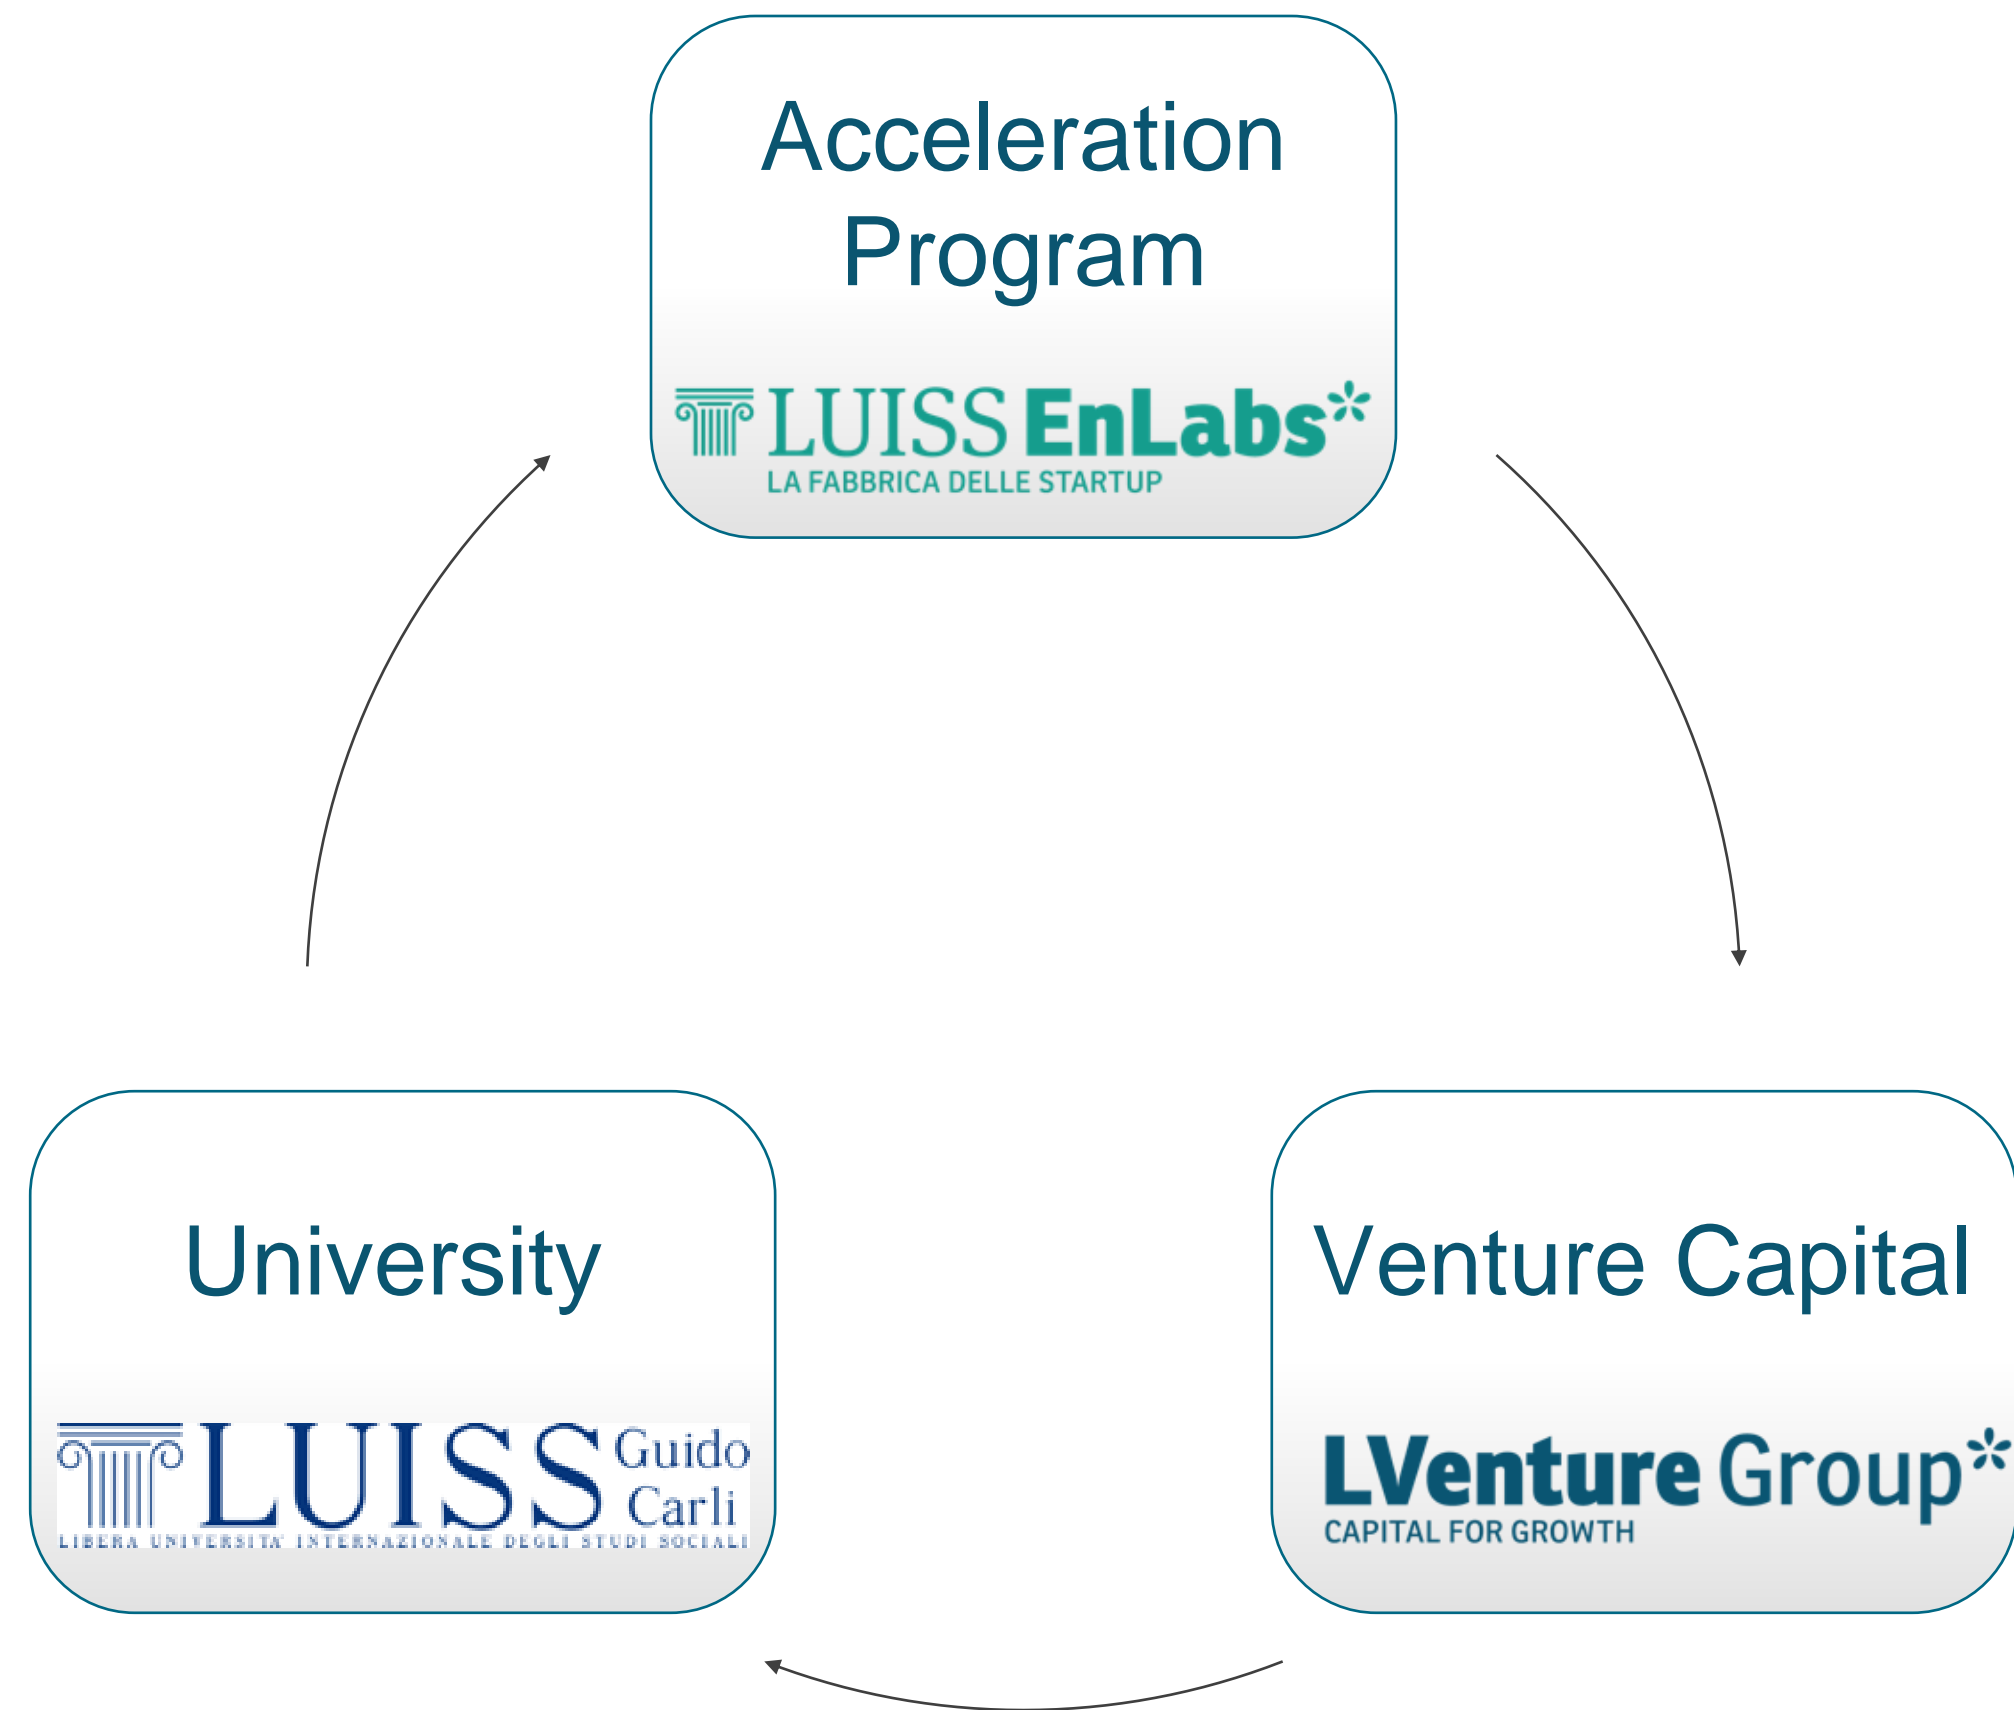 Acceleration
Program
LUISS EnLabs*
LA FABBRICA DELLE STARTUP
University
LUISS Guido
Carli
LIBERA UNIVERSITA' INTERNAZIONALE DEGLI STUDI SOCIALI
Venture Capital
LVenture Group*
CAPITAL FOR GROWTH